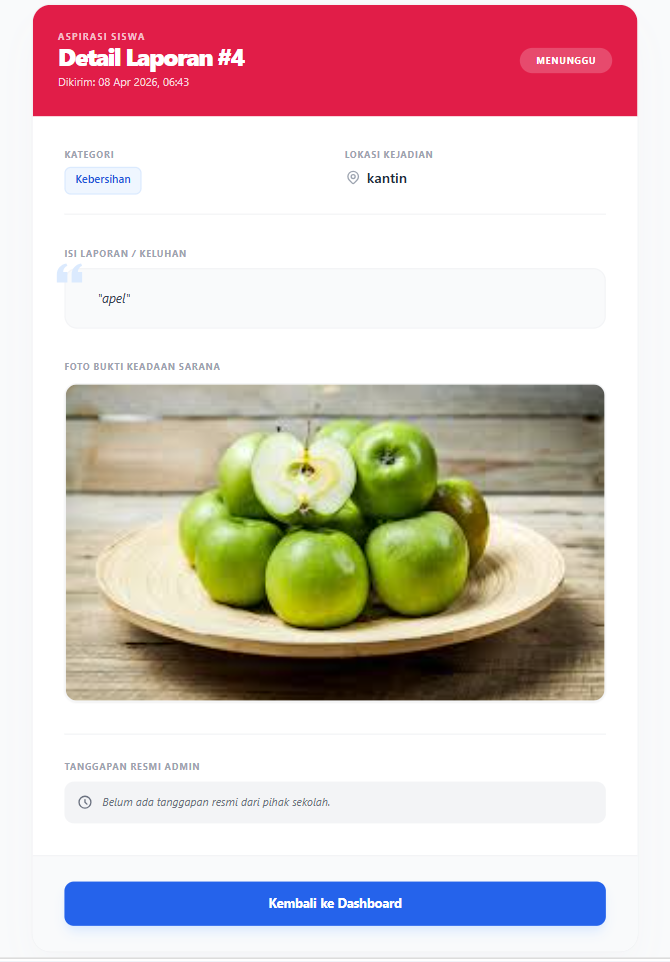 ASPIRASI SISWA
Detail Laporan #4
Dikirim: 08 Apr 2026, 06:43
MENUNGGU
KATEGORI
Kebersihan
LOKASI KEJADIAN
kantin
ISI LAPORAN / KELUHAN
"apel"
FOTO BUKTI KEADAAN SARANA
TANGGAPAN RESMI ADMIN
Belum ada tanggapan resmi dari pihak sekolah.
Kembali ke Dashboard